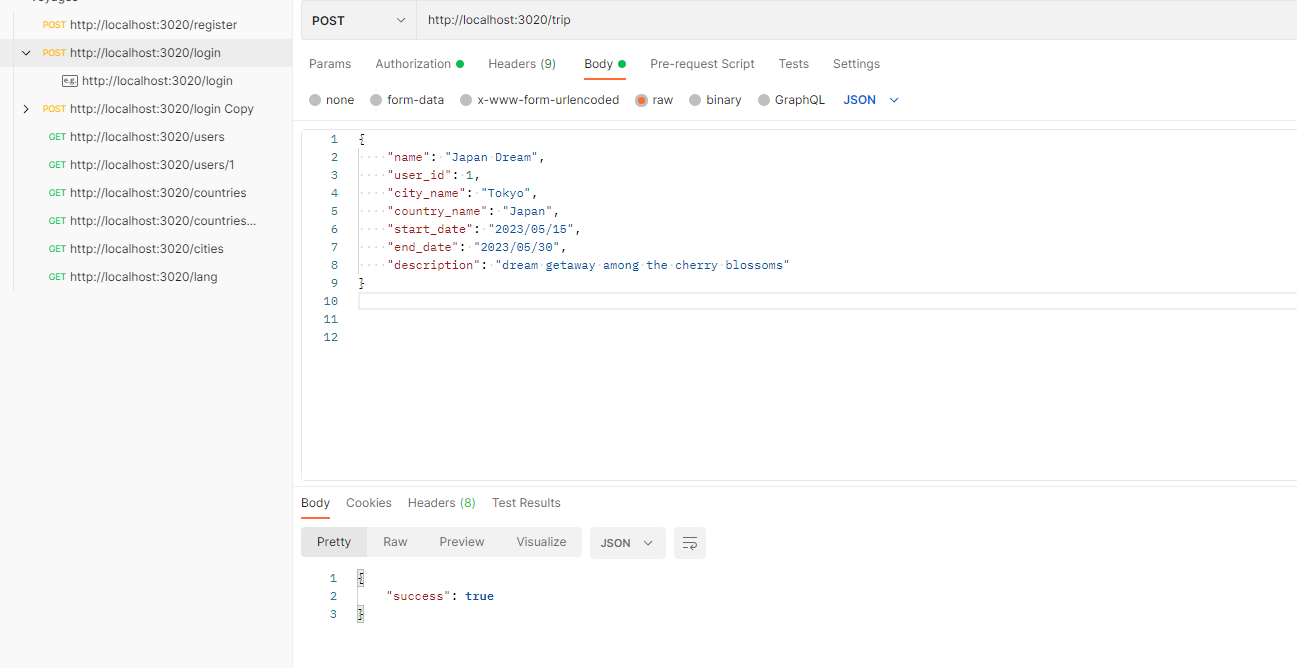 POST http://localhost:3020/register
POST http://localhost:3020/login
e.g. http://localhost:3020/login
POST http://localhost:3020/login Copy
GET http://localhost:3020/users
GET http://localhost:3020/users/1
GET http://localhost:3020/countries
GET http://localhost:3020/countries...
GET http://localhost:3020/cities
GET http://localhost:3020/lang
POST http://localhost:3020/trip
Params Authorization Headers (9) Body Pre-request Script Tests Settings
none form-data x-www-form-urlencoded raw binary GraphQL JSON
1 {
2 "name": "Japan Dream",
3 "user_id": 1,
4 "city_name": "Tokyo",
5 "country_name": "Japan",
6 "start_date": "2023/05/15",
7 "end_date": "2023/05/30",
8 "description": "dream getaway among the cherry blossoms"
9 }
10
11
12
Body Cookies Headers (8) Test Results
Pretty Raw Preview Visualize JSON
1 {
2 "success": true
3 }